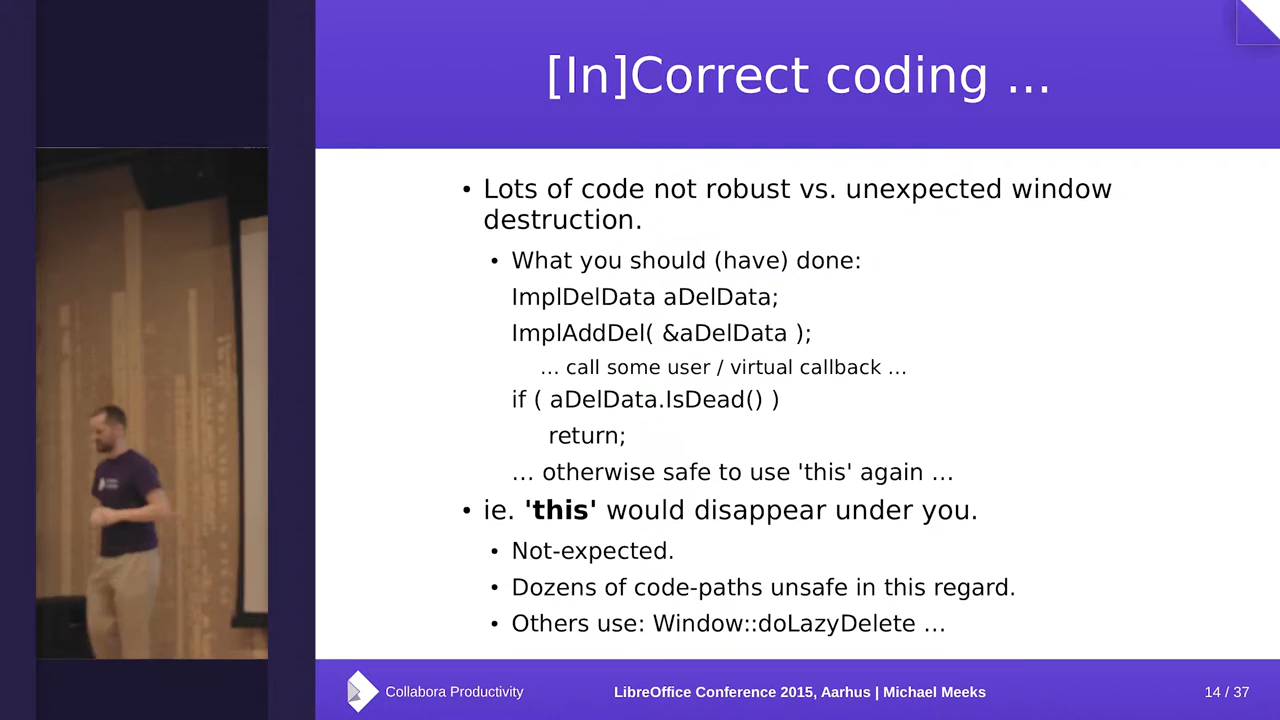 [In]Correct coding ...
• Lots of code not robust vs. unexpected window
destruction.
• What you should (have) done:
ImplDelData aDelData;
ImplAddDel( &aDelData );
... call some user / virtual callback ...
if ( aDelData.IsDead() )
return;
... otherwise safe to use 'this' again ...
• ie. 'this' would disappear under you.
• Not-expected.
• Dozens of code-paths unsafe in this regard.
• Others use: Window::doLazyDelete ...
Collabora Productivity
LibreOffice Conference 2015, Aarhus | Michael Meeks
14 / 37